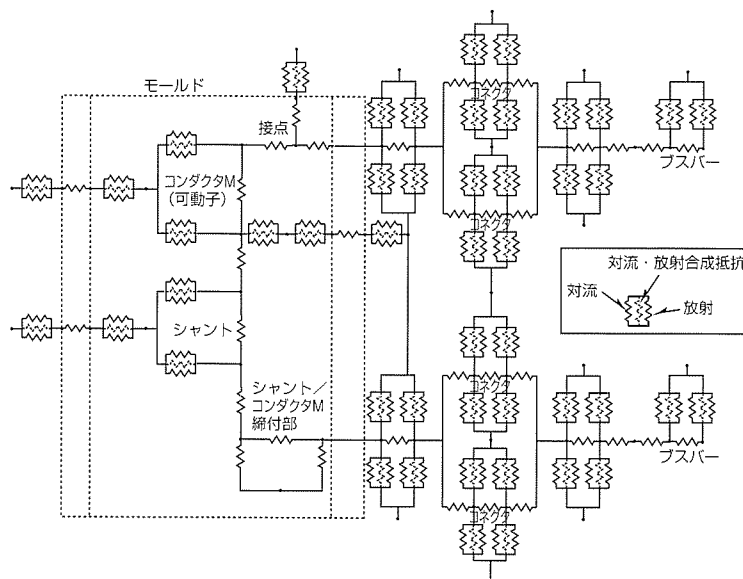 モールド
接点
コンダクタM
(可動子)
シャント
シャント／
コンダクタM
締付部
コネクタ
コネクタ
ブスバー
対流・放射合成抵抗
対流
放射
コネクタ
コネクタ
ブスバー